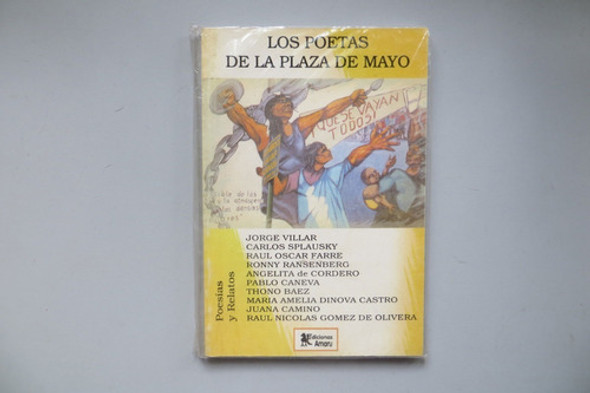 LOS POETAS
DE LA PLAZA DE MAYO
¡QUE SE VAYAN
TODOS!
JORGE VILLAR
CARLOS SPLAUSKY
RAUL OSCAR FARRE
RONNY RANSENBERG
ANGELITA de CORDERO
PABLO CANEVA
THONO BAEZ
MARIA AMELIA DINOVA CASTRO
JUANA CAMINO
RAUL NICOLAS GOMEZ DE OLIVERA
Poesías
y Relatos
Ediciones
Amaru